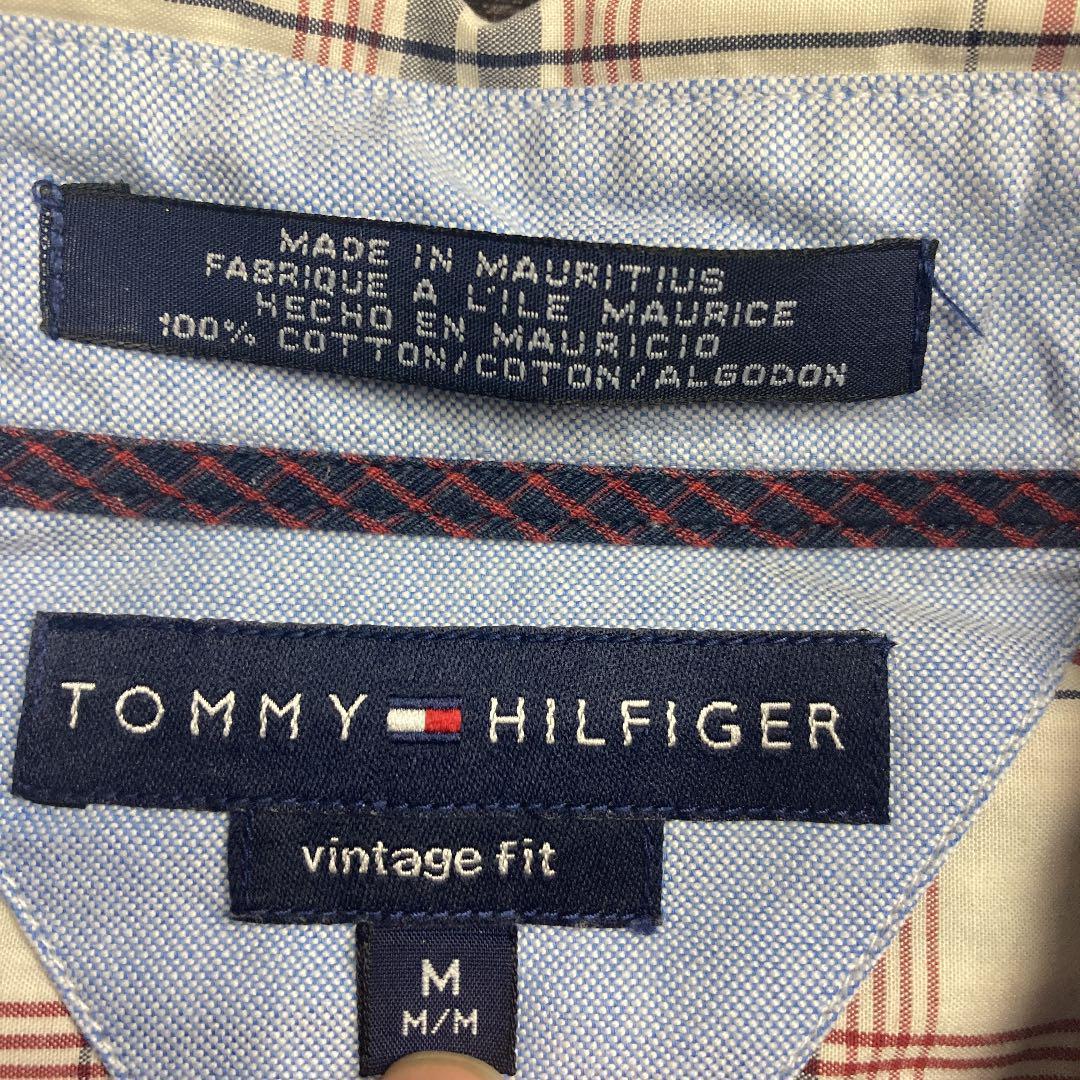 MADE IN MAURITIUS
FABRIQUE A L'ILE MAURICE
HECHO EN MAURICIO
100% COTTON/COTON/ALGODON
TOMMY HILFIGER
vintage fit
M
M/M